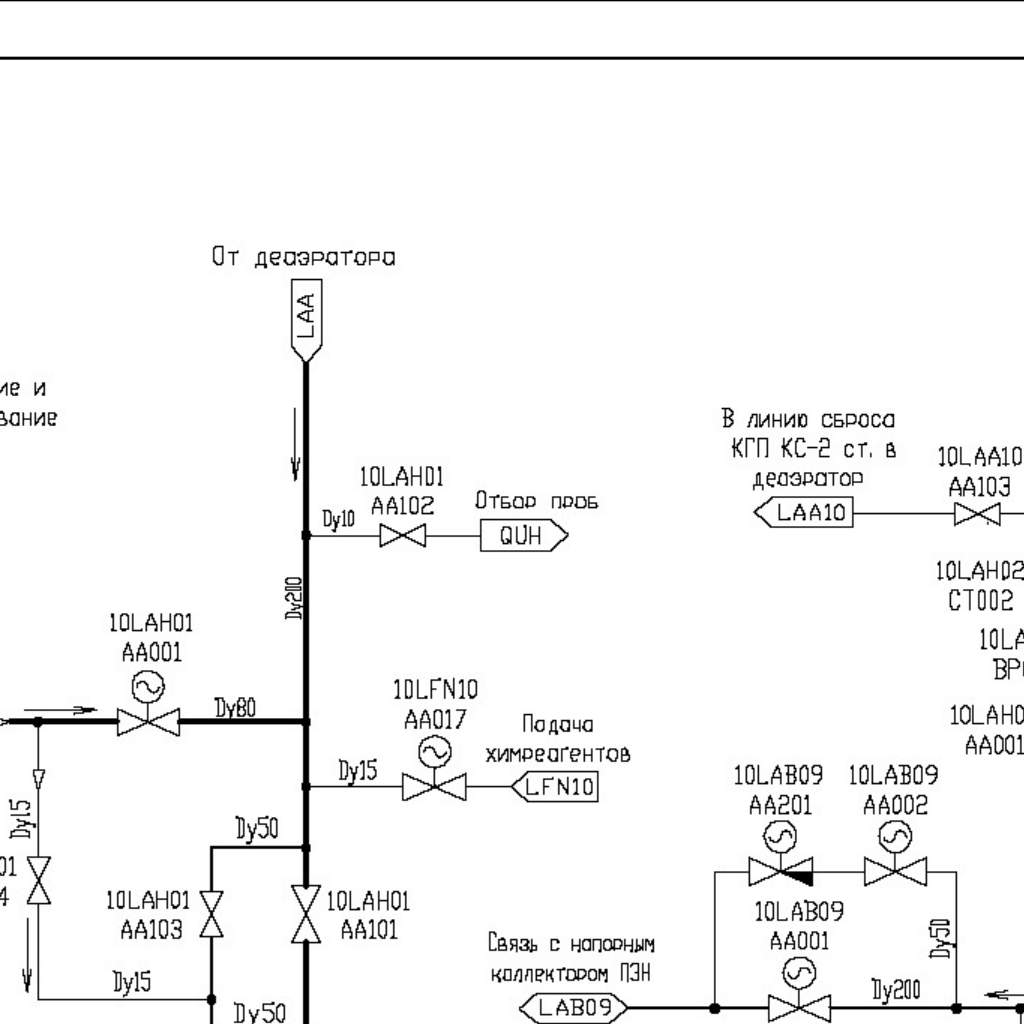 От деаэратора
LAA
ие и
вание
10LAH01
AA102
Отбор проб
Dy10
QUH
В линию сброса
КГП КС-2 ст. в
деаэратор
LAA10
10LAA10
AA103
10LAH02
CT002
Dy200
10LAH01
AA001
Dy80
10LFN10
AA017
Подача
химреагентов
LFN10
Dy15
10LA
10LAH0
AA001
10LAB09
AA201
10LAB09
AA002
Dy15
Dy50
01
4
10LAH01
AA103
10LAH01
AA101
10LAB09
AA001
Dy50
Связь с напорным
коллектором ПЭН
LAB09
Dy200
Dy15
Dy50